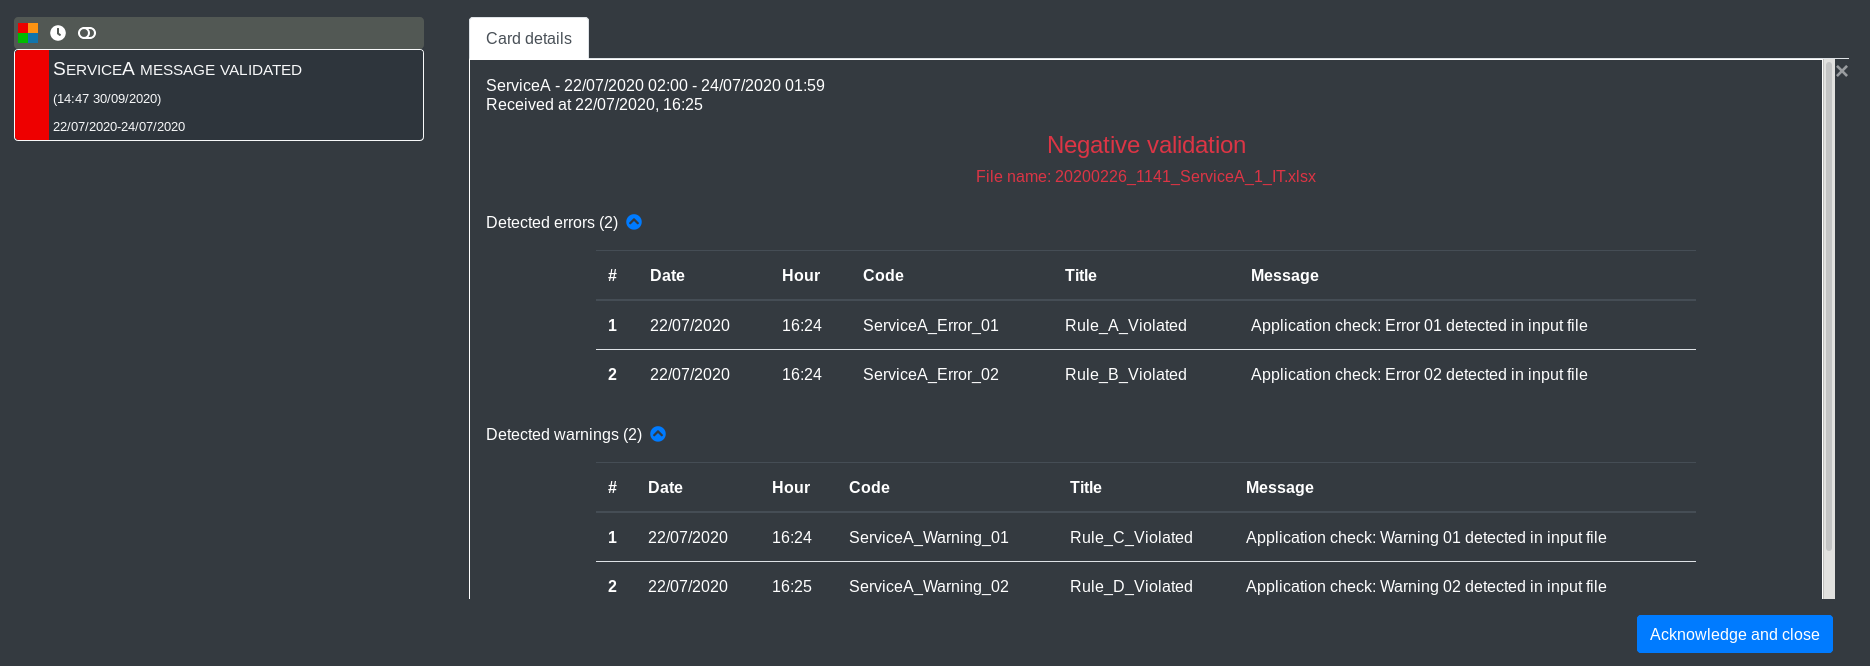 ServiceA message validated
(14:47 30/09/2020)
22/07/2020-24/07/2020
Card details
×
ServiceA - 22/07/2020 02:00 - 24/07/2020 01:59
Received at 22/07/2020, 16:25
Negative validation
File name: 20200226_1141_ServiceA_1_IT.xlsx
Detected errors (2)
# Date Hour Code Title Message
1 22/07/2020 16:24 ServiceA_Error_01 Rule_A_Violated Application check: Error 01 detected in input file
2 22/07/2020 16:24 ServiceA_Error_02 Rule_B_Violated Application check: Error 02 detected in input file
Detected warnings (2)
# Date Hour Code Title Message
1 22/07/2020 16:24 ServiceA_Warning_01 Rule_C_Violated Application check: Warning 01 detected in input file
2 22/07/2020 16:25 ServiceA_Warning_02 Rule_D_Violated Application check: Warning 02 detected in input file
Acknowledge and close